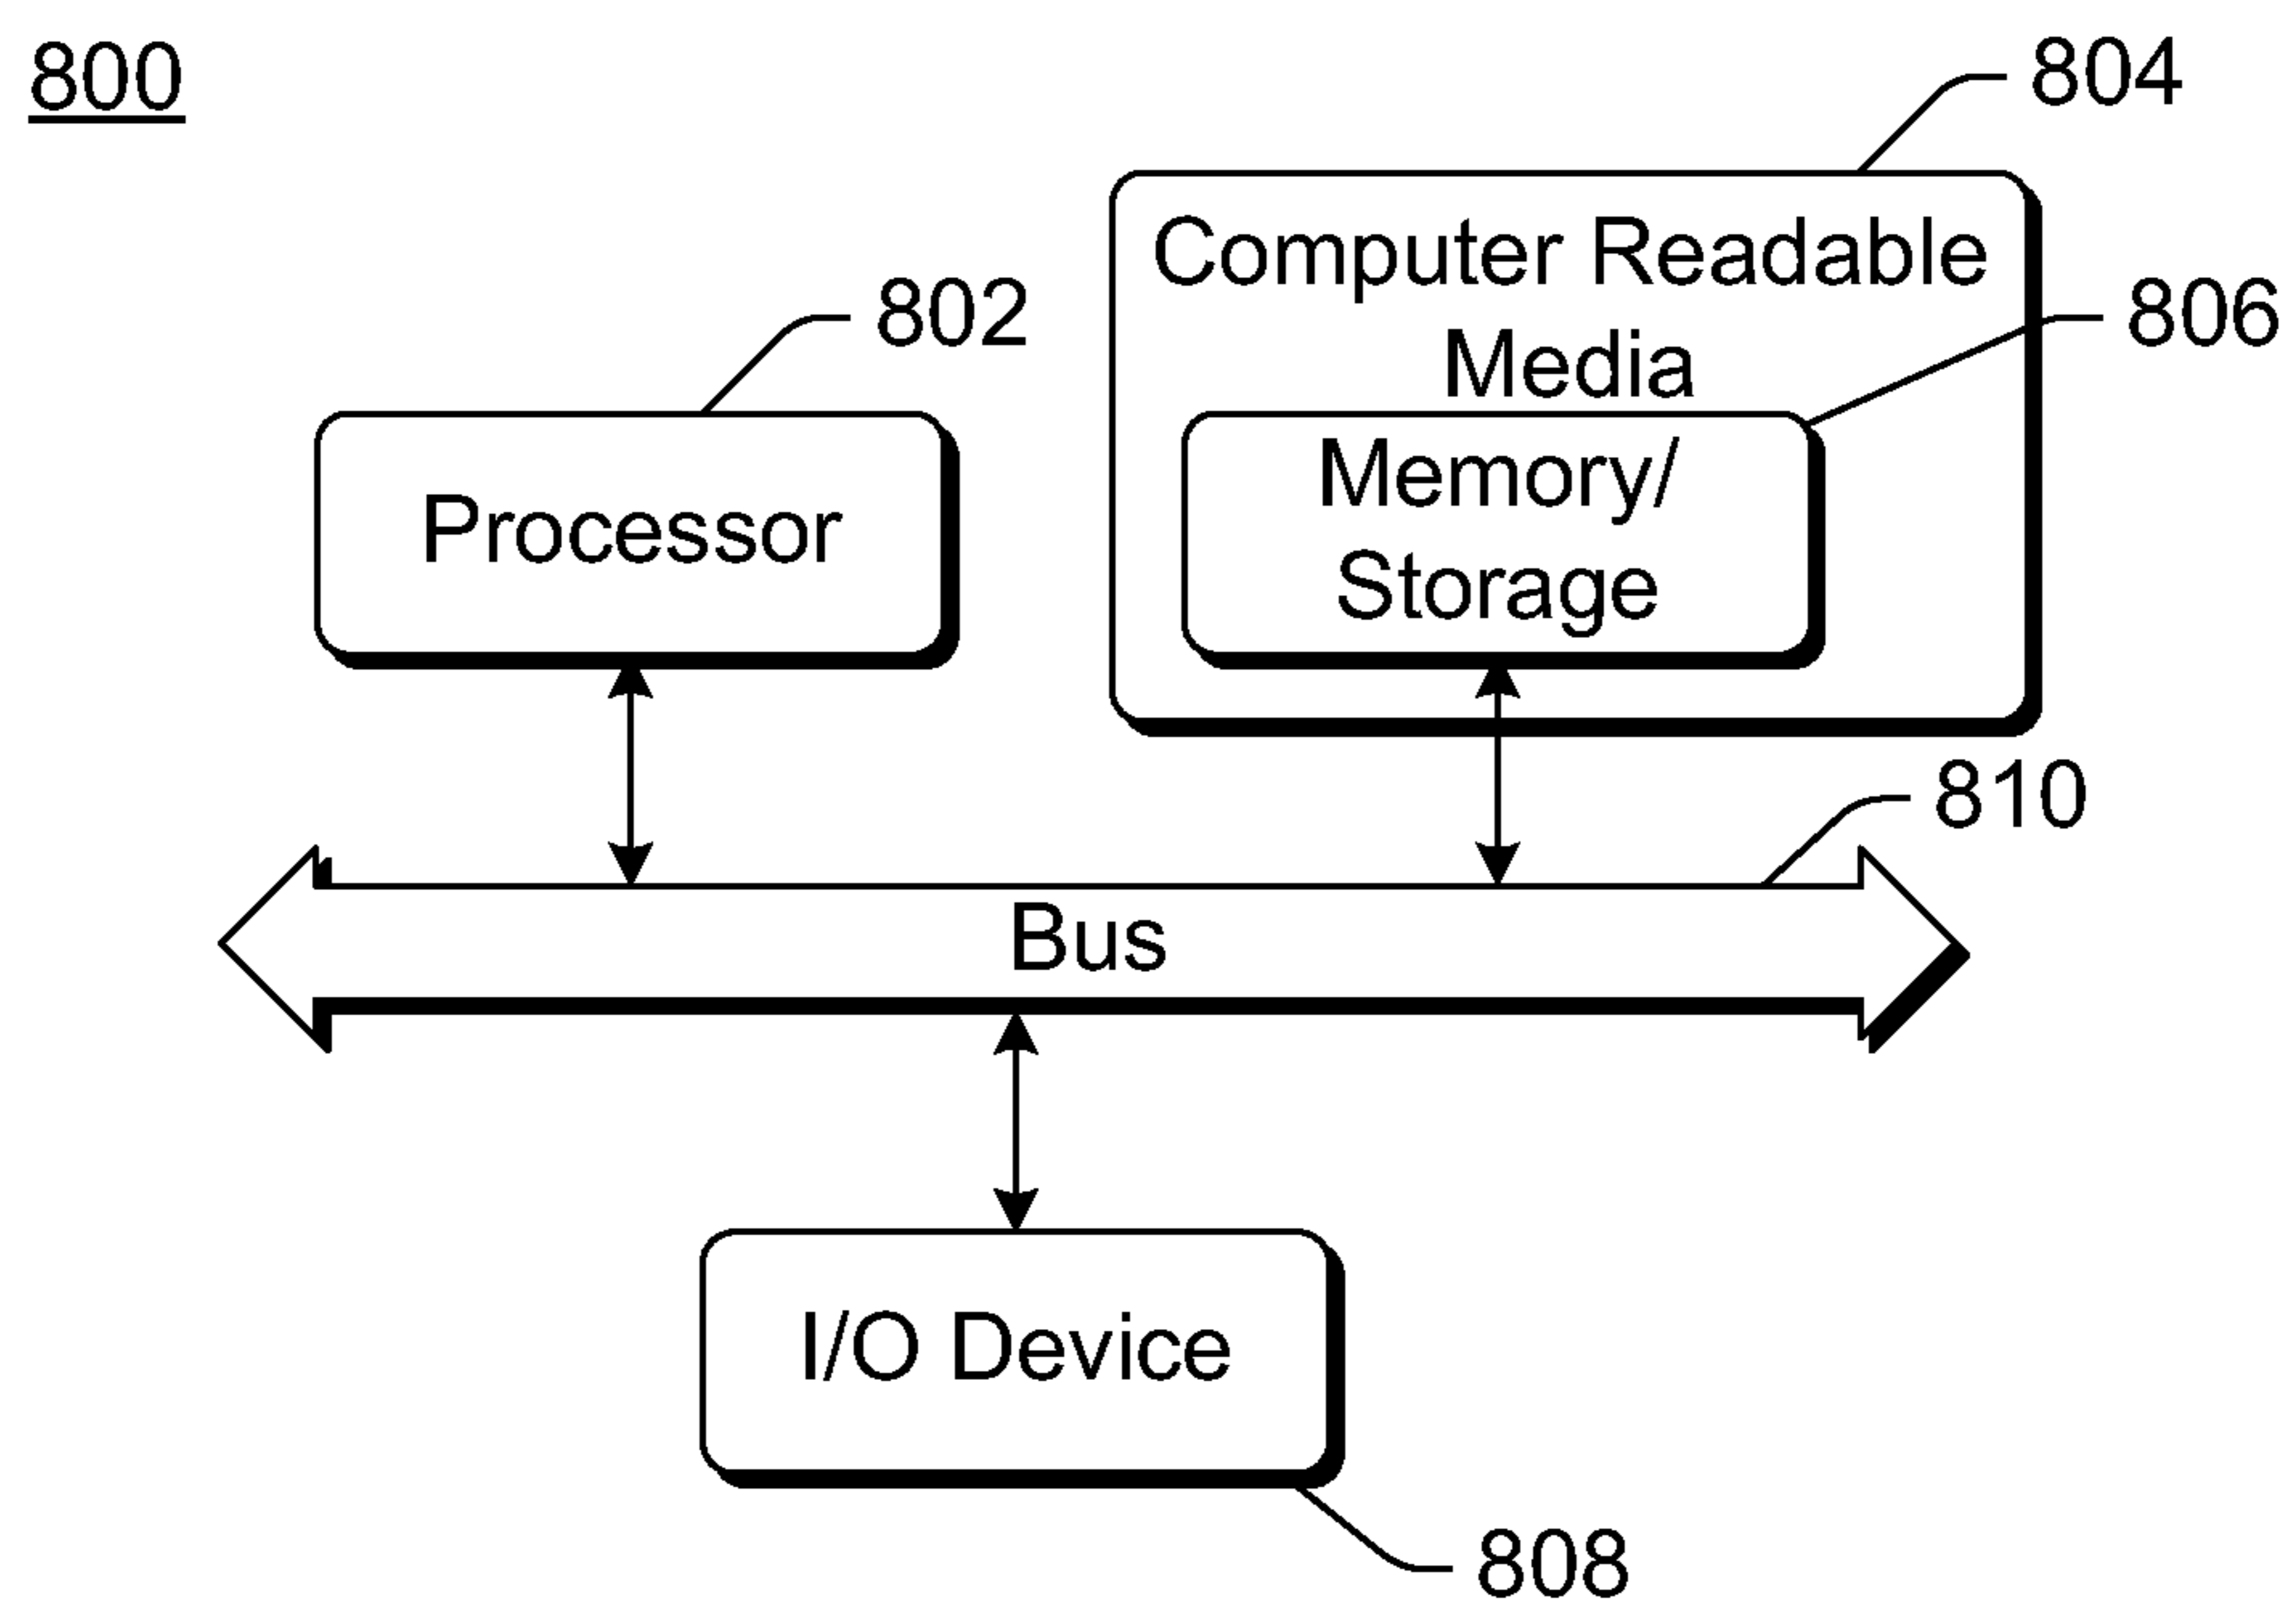 800
804
Computer Readable
Media
802
806
Processor
Memory/
Storage
810
Bus
I/O Device
808